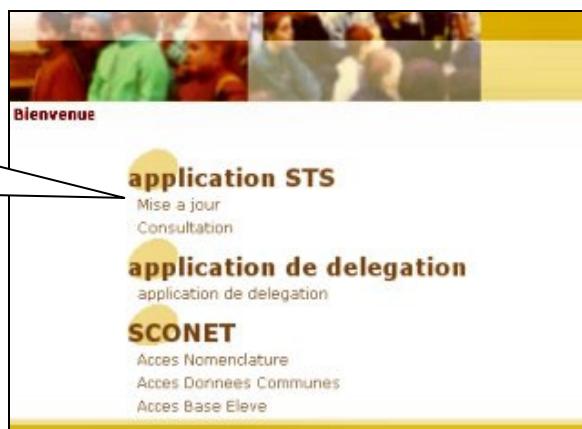 Bienvenue
application STS
Mise a jour
Consultation
application de delegation
application de delegation
SCONET
Acces Nomenclature
Acces Donnees Communes
Acces Base Eleve